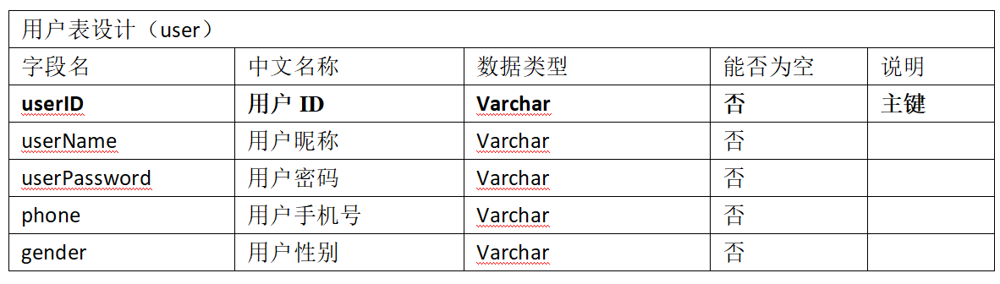 用户表设计（user）
字段名 中文名称 数据类型 能否为空 说明
userID 用户 ID Varchar 否 主键
userName 用户昵称 Varchar 否
userPassword 用户密码 Varchar 否
phone 用户手机号 Varchar 否
gender 用户性别 Varchar 否